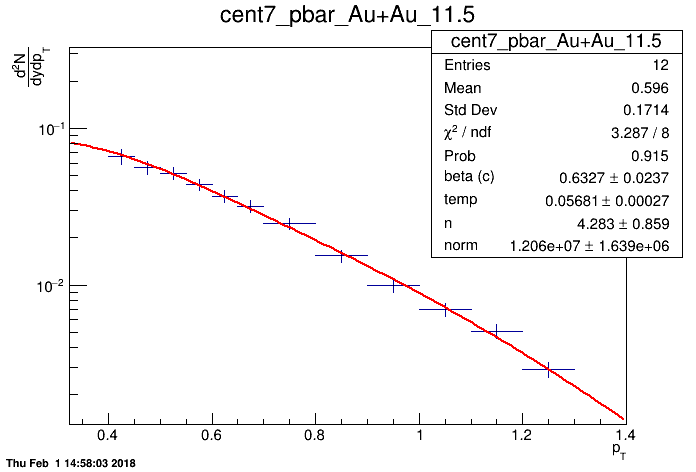 cent7_pbar_Au+Au_11.5
d²N
dydp_T
cent7_pbar_Au+Au_11.5
Entries 12
Mean 0.596
Std Dev 0.1714
χ² / ndf 3.287 / 8
Prob 0.915
beta (c) 0.6327 ± 0.0237
temp 0.05681 ± 0.00027
n 4.283 ± 0.859
norm 1.206e+07 ± 1.639e+06
10⁻¹
10⁻²
0.4 0.6 0.8 1 1.2 1.4
p_T
Thu Feb 1 14:58:03 2018